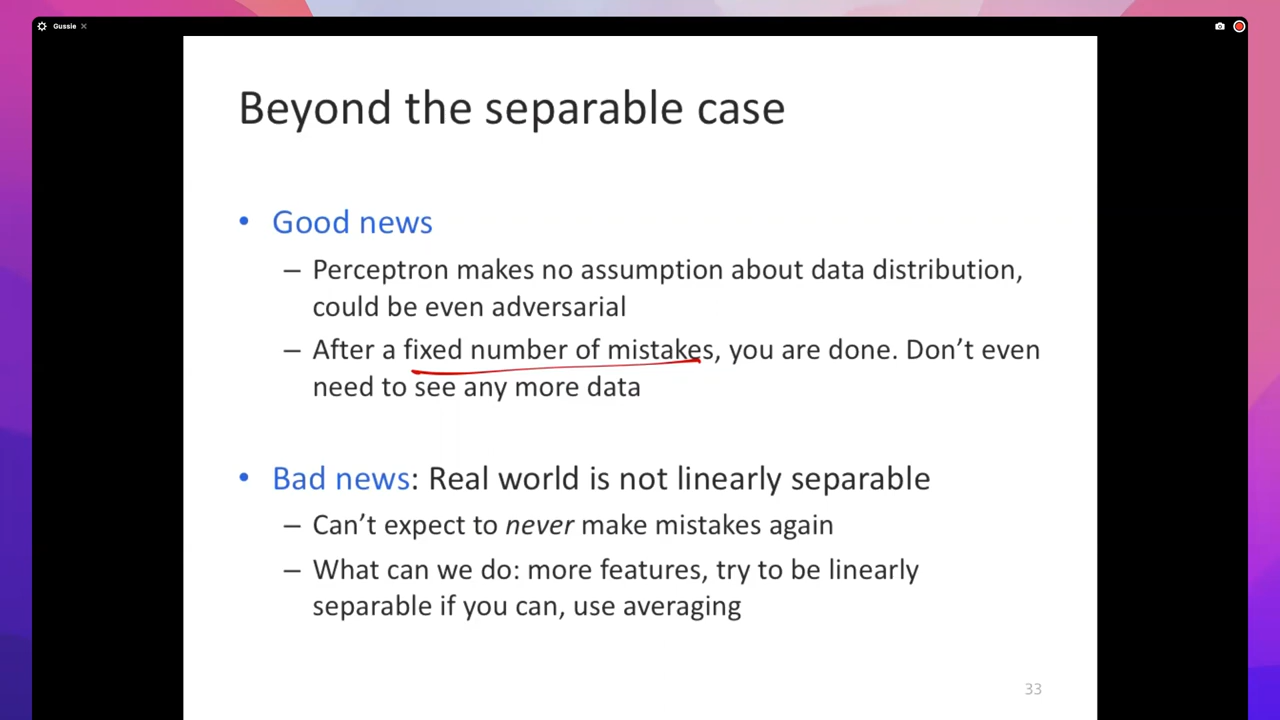 Gussie
Beyond the separable case
• Good news
– Perceptron makes no assumption about data distribution,
could be even adversarial
– After a fixed number of mistakes, you are done. Don’t even
need to see any more data
• Bad news: Real world is not linearly separable
– Can’t expect to never make mistakes again
– What can we do: more features, try to be linearly
separable if you can, use averaging
33